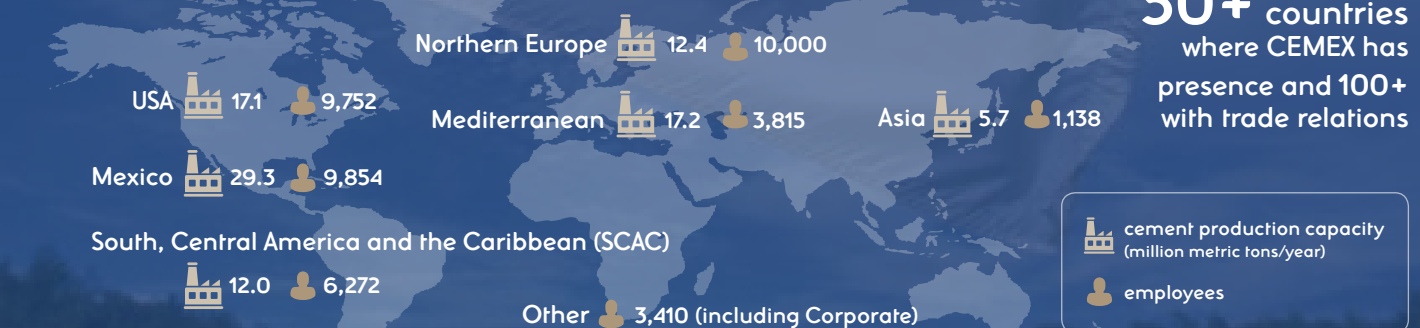 50+ countries
where CEMEX has
presence and 100+
with trade relations
Northern Europe 12.4 10,000
USA 17.1 9,752
Mediterranean 17.2 3,815
Asia 5.7 1,138
Mexico 29.3 9,854
South, Central America and the Caribbean (SCAC)
12.0 6,272
Other 3,410 (including Corporate)
cement production capacity
(million metric tons/year)
employees